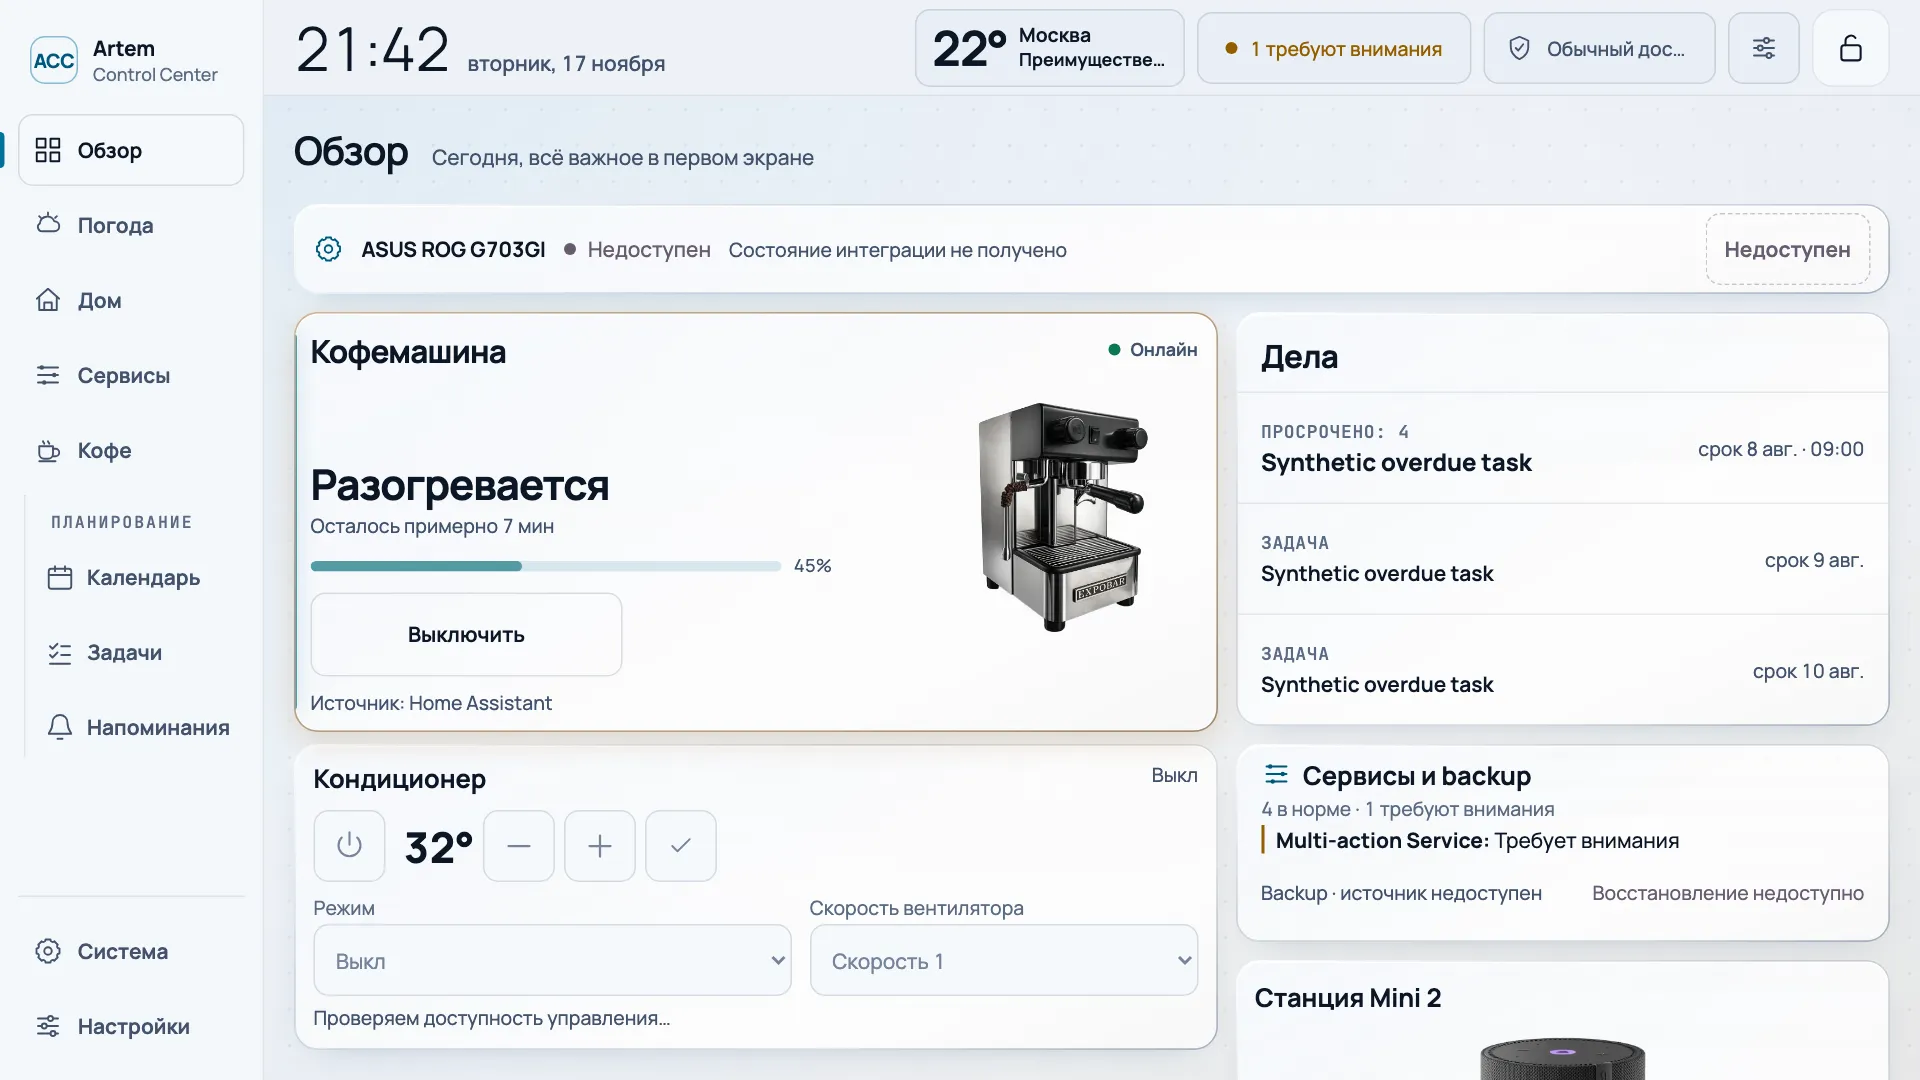 ACC
Artem
Control Center
Обзор
Погода
Дом
Сервисы
Кофе
ПЛАНИРОВАНИЕ
Календарь
Задачи
Напоминания
Система
Настройки
21:42 вторник, 17 ноября
22° Москва
Преимуществе…
1 требуют внимания
Обычный дос…
Обзор Сегодня, всё важное в первом экране
ASUS ROG G703GI Недоступен Состояние интеграции не получено Недоступен
Кофемашина Онлайн
Разогревается
Осталось примерно 7 мин
45%
Выключить
Источник: Home Assistant
EXPOBAR
Кондиционер Выкл
32°
Режим Скорость вентилятора
Выкл Скорость 1
Проверяем доступность управления…
Дела
ПРОСРОЧЕНО: 4
Synthetic overdue task срок 8 авг. · 09:00
ЗАДАЧА
Synthetic overdue task срок 9 авг.
ЗАДАЧА
Synthetic overdue task срок 10 авг.
Сервисы и backup
4 в норме · 1 требуют внимания
Multi-action Service: Требует внимания
Backup · источник недоступен Восстановление недоступно
Станция Mini 2